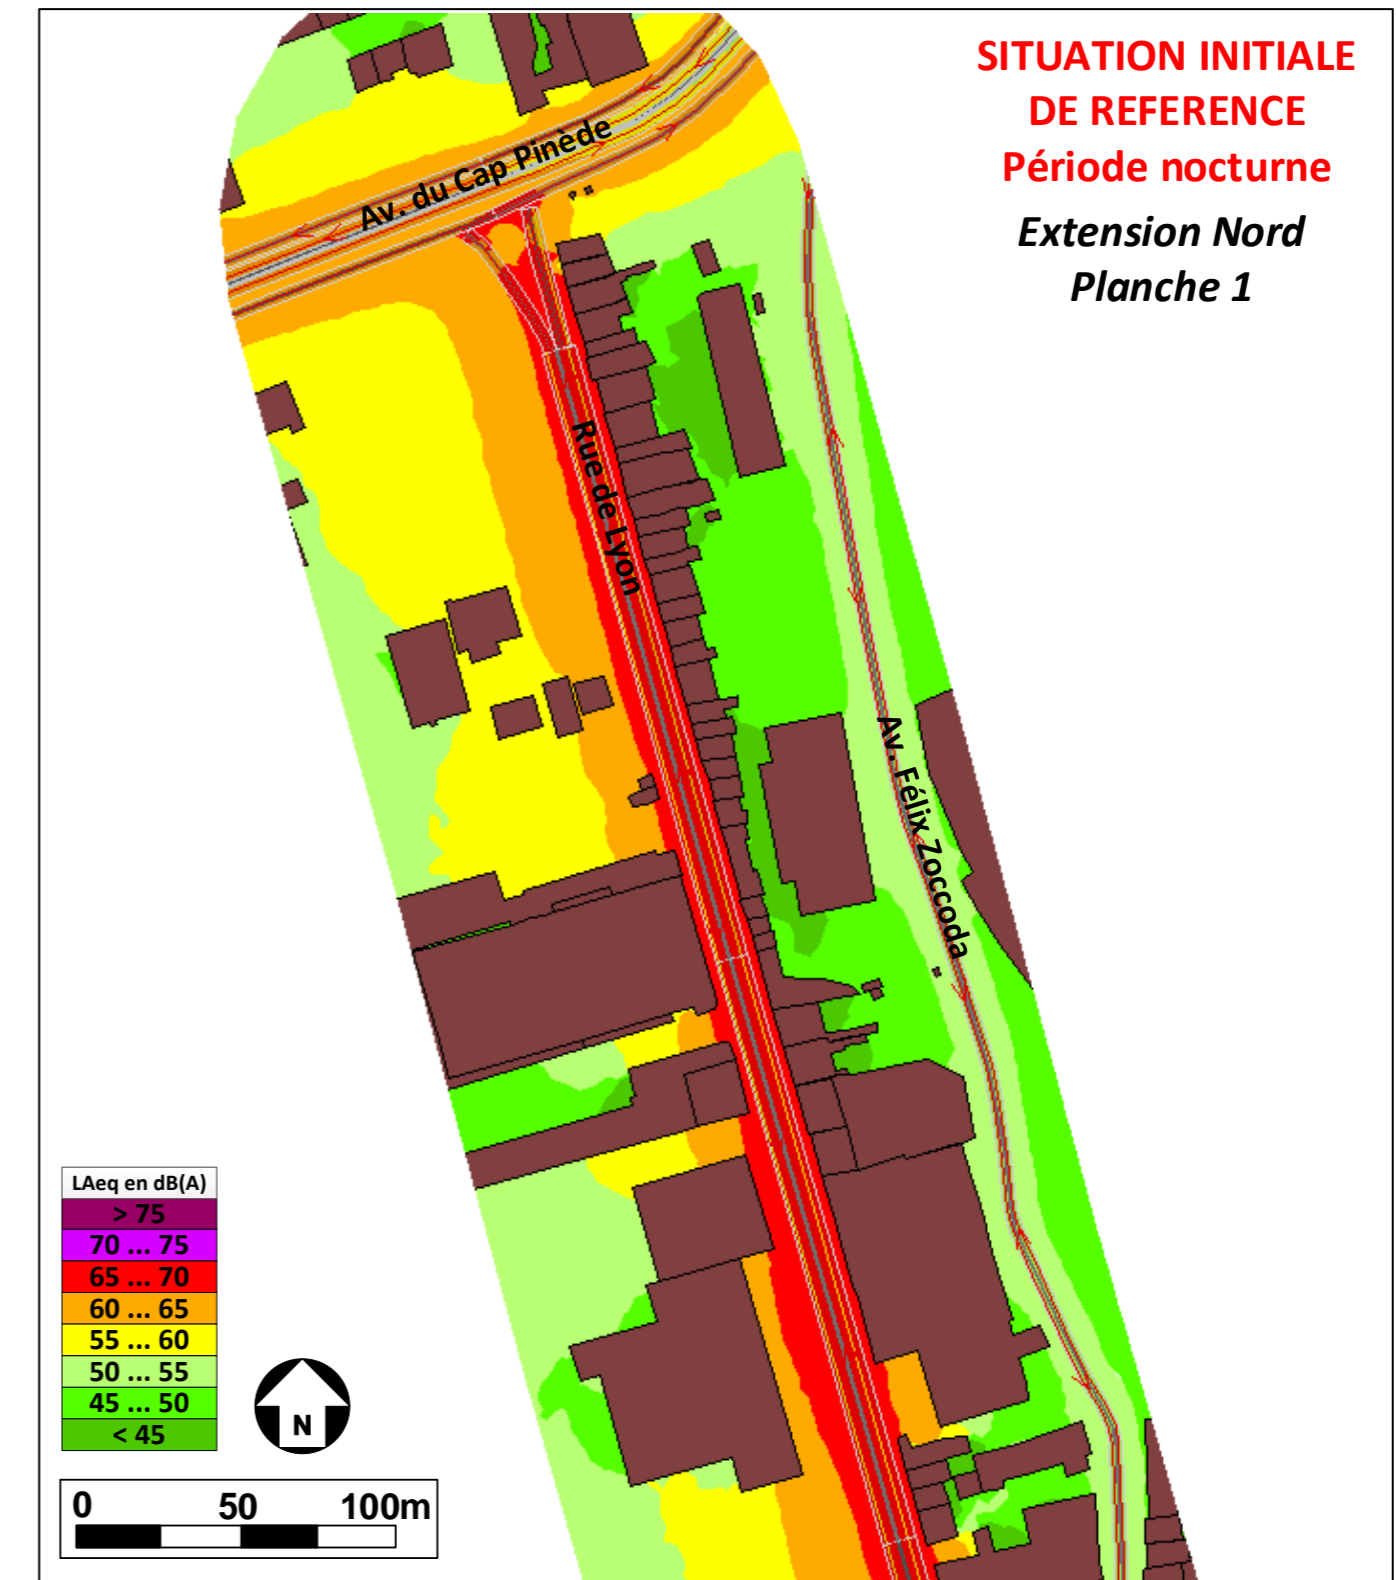 SITUATION INITIALE
DE REFERENCE
Période nocturne
Extension Nord
Planche 1
Av. du Cap Pinède
Rue de Lyon
Av. Félix Zoccoda
LAeq en dB(A)
> 75
70 ... 75
65 ... 70
60 ... 65
55 ... 60
50 ... 55
45 ... 50
< 45
N
0 50 100m